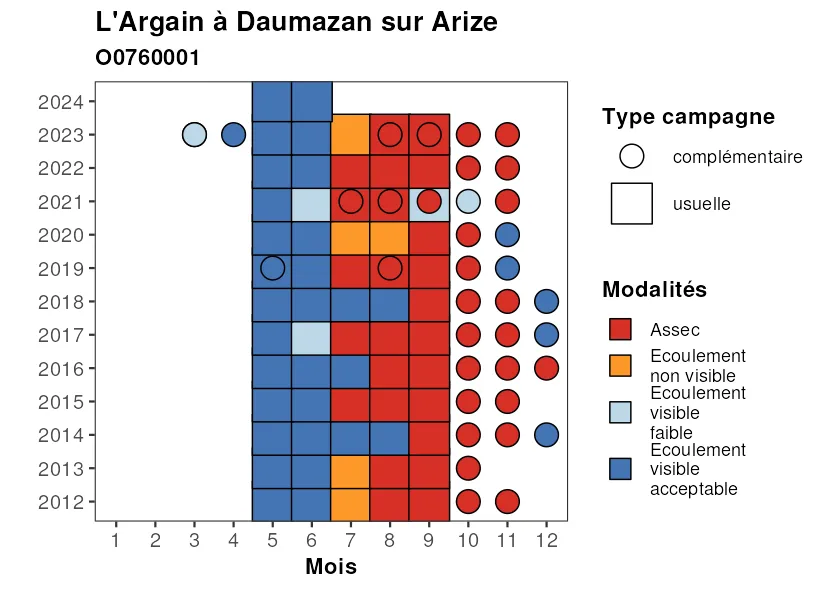 L'Argain à Daumazan sur Arize
O0760001
2024
2023
2022
2021
2020
2019
2018
2017
2016
2015
2014
2013
2012
1 2 3 4 5 6 7 8 9 10 11 12
Mois
Type campagne
complémentaire
usuelle
Modalités
Assec
Ecoulement
non visible
Ecoulement
visible
faible
Ecoulement
visible
acceptable